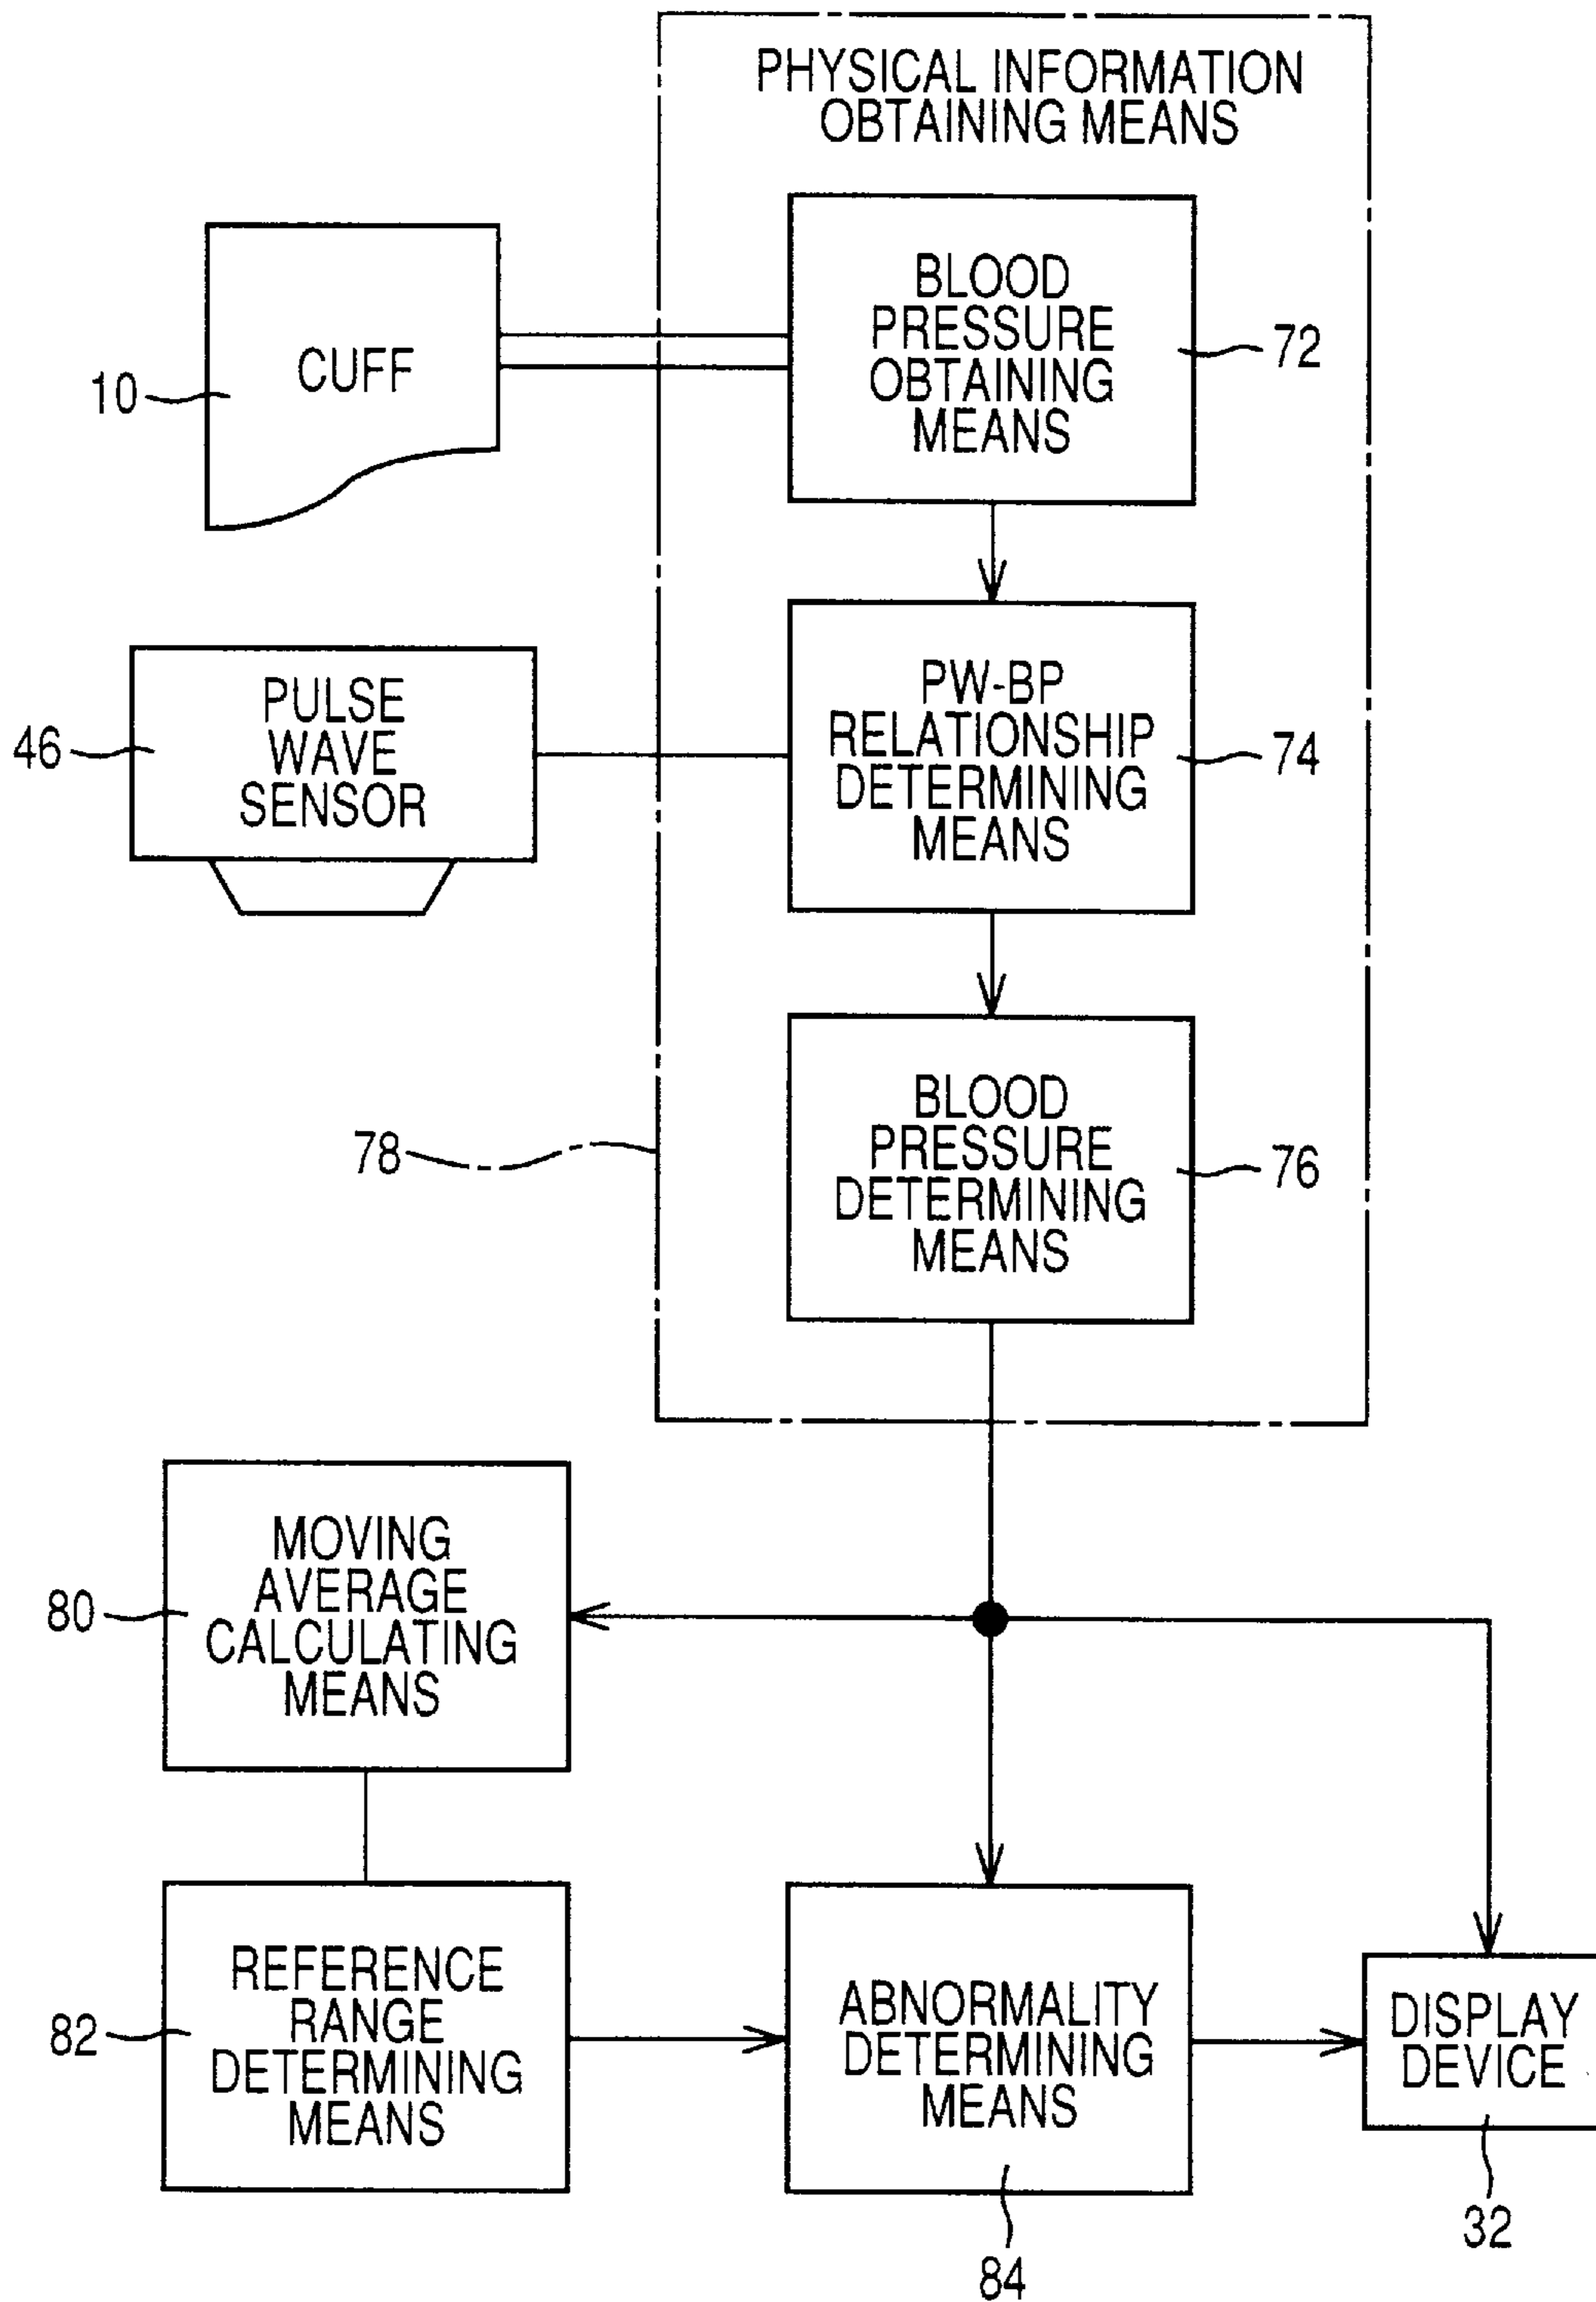 PHYSICAL INFORMATION
OBTAINING MEANS
CUFF
10
BLOOD
PRESSURE
OBTAINING
MEANS
72
PULSE
WAVE
SENSOR
46
PW-BP
RELATIONSHIP
DETERMINING
MEANS
74
BLOOD
PRESSURE
DETERMINING
MEANS
76
78
MOVING
AVERAGE
CALCULATING
MEANS
80
REFERENCE
RANGE
DETERMINING
MEANS
82
ABNORMALITY
DETERMINING
MEANS
84
DISPLAY
DEVICE
32